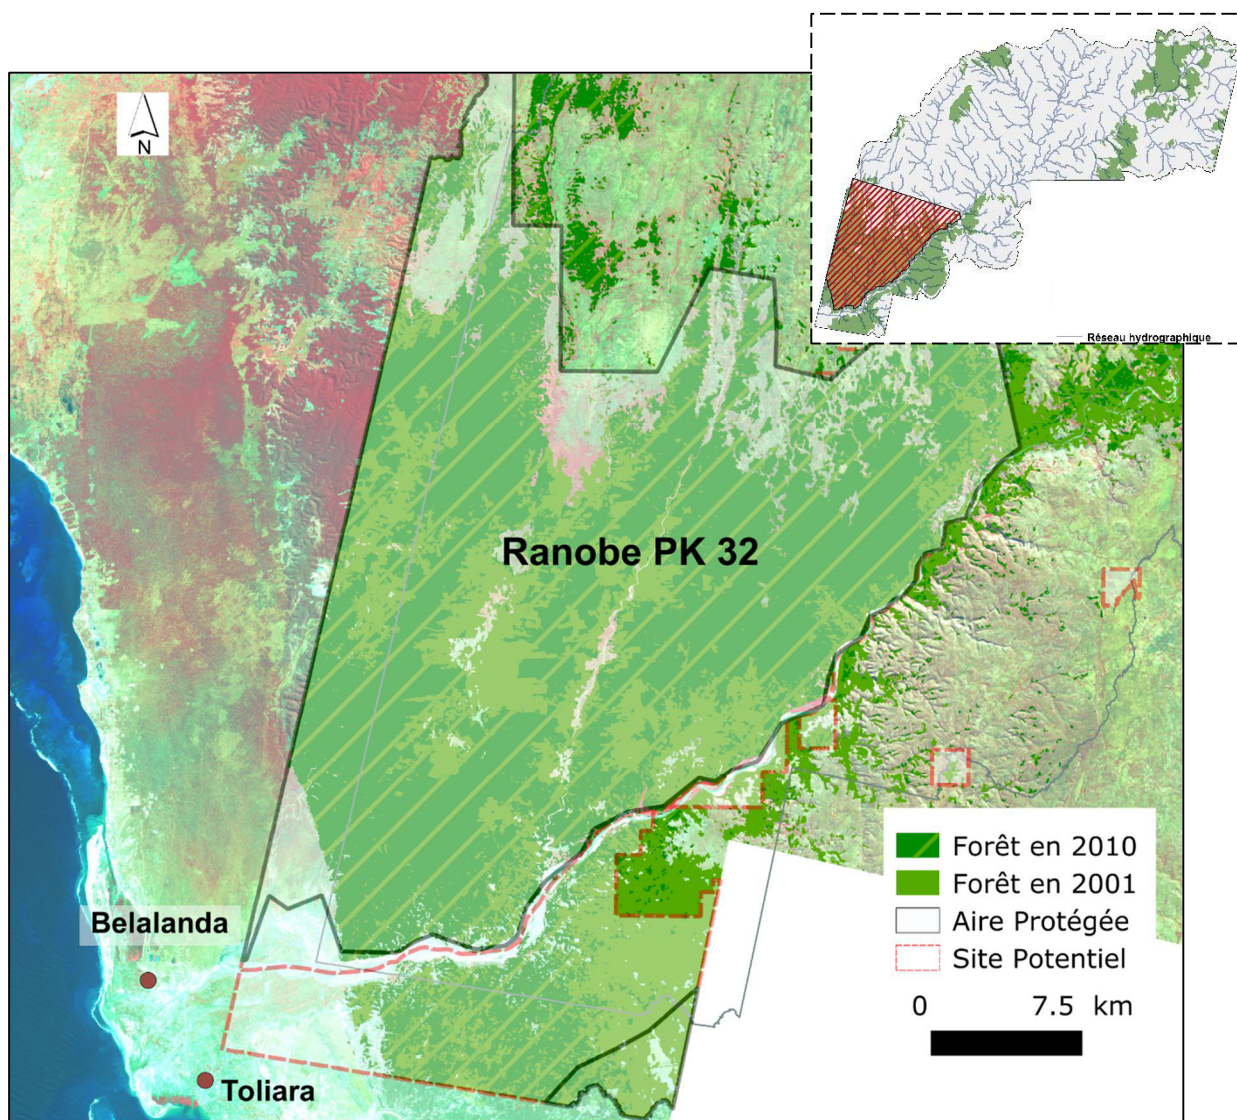 N
Réseau hydrographique
Ranobe PK 32
Belalanda
Toliara
Forêt en 2010
Forêt en 2001
Aire Protégée
Site Potentiel
0 7.5 km